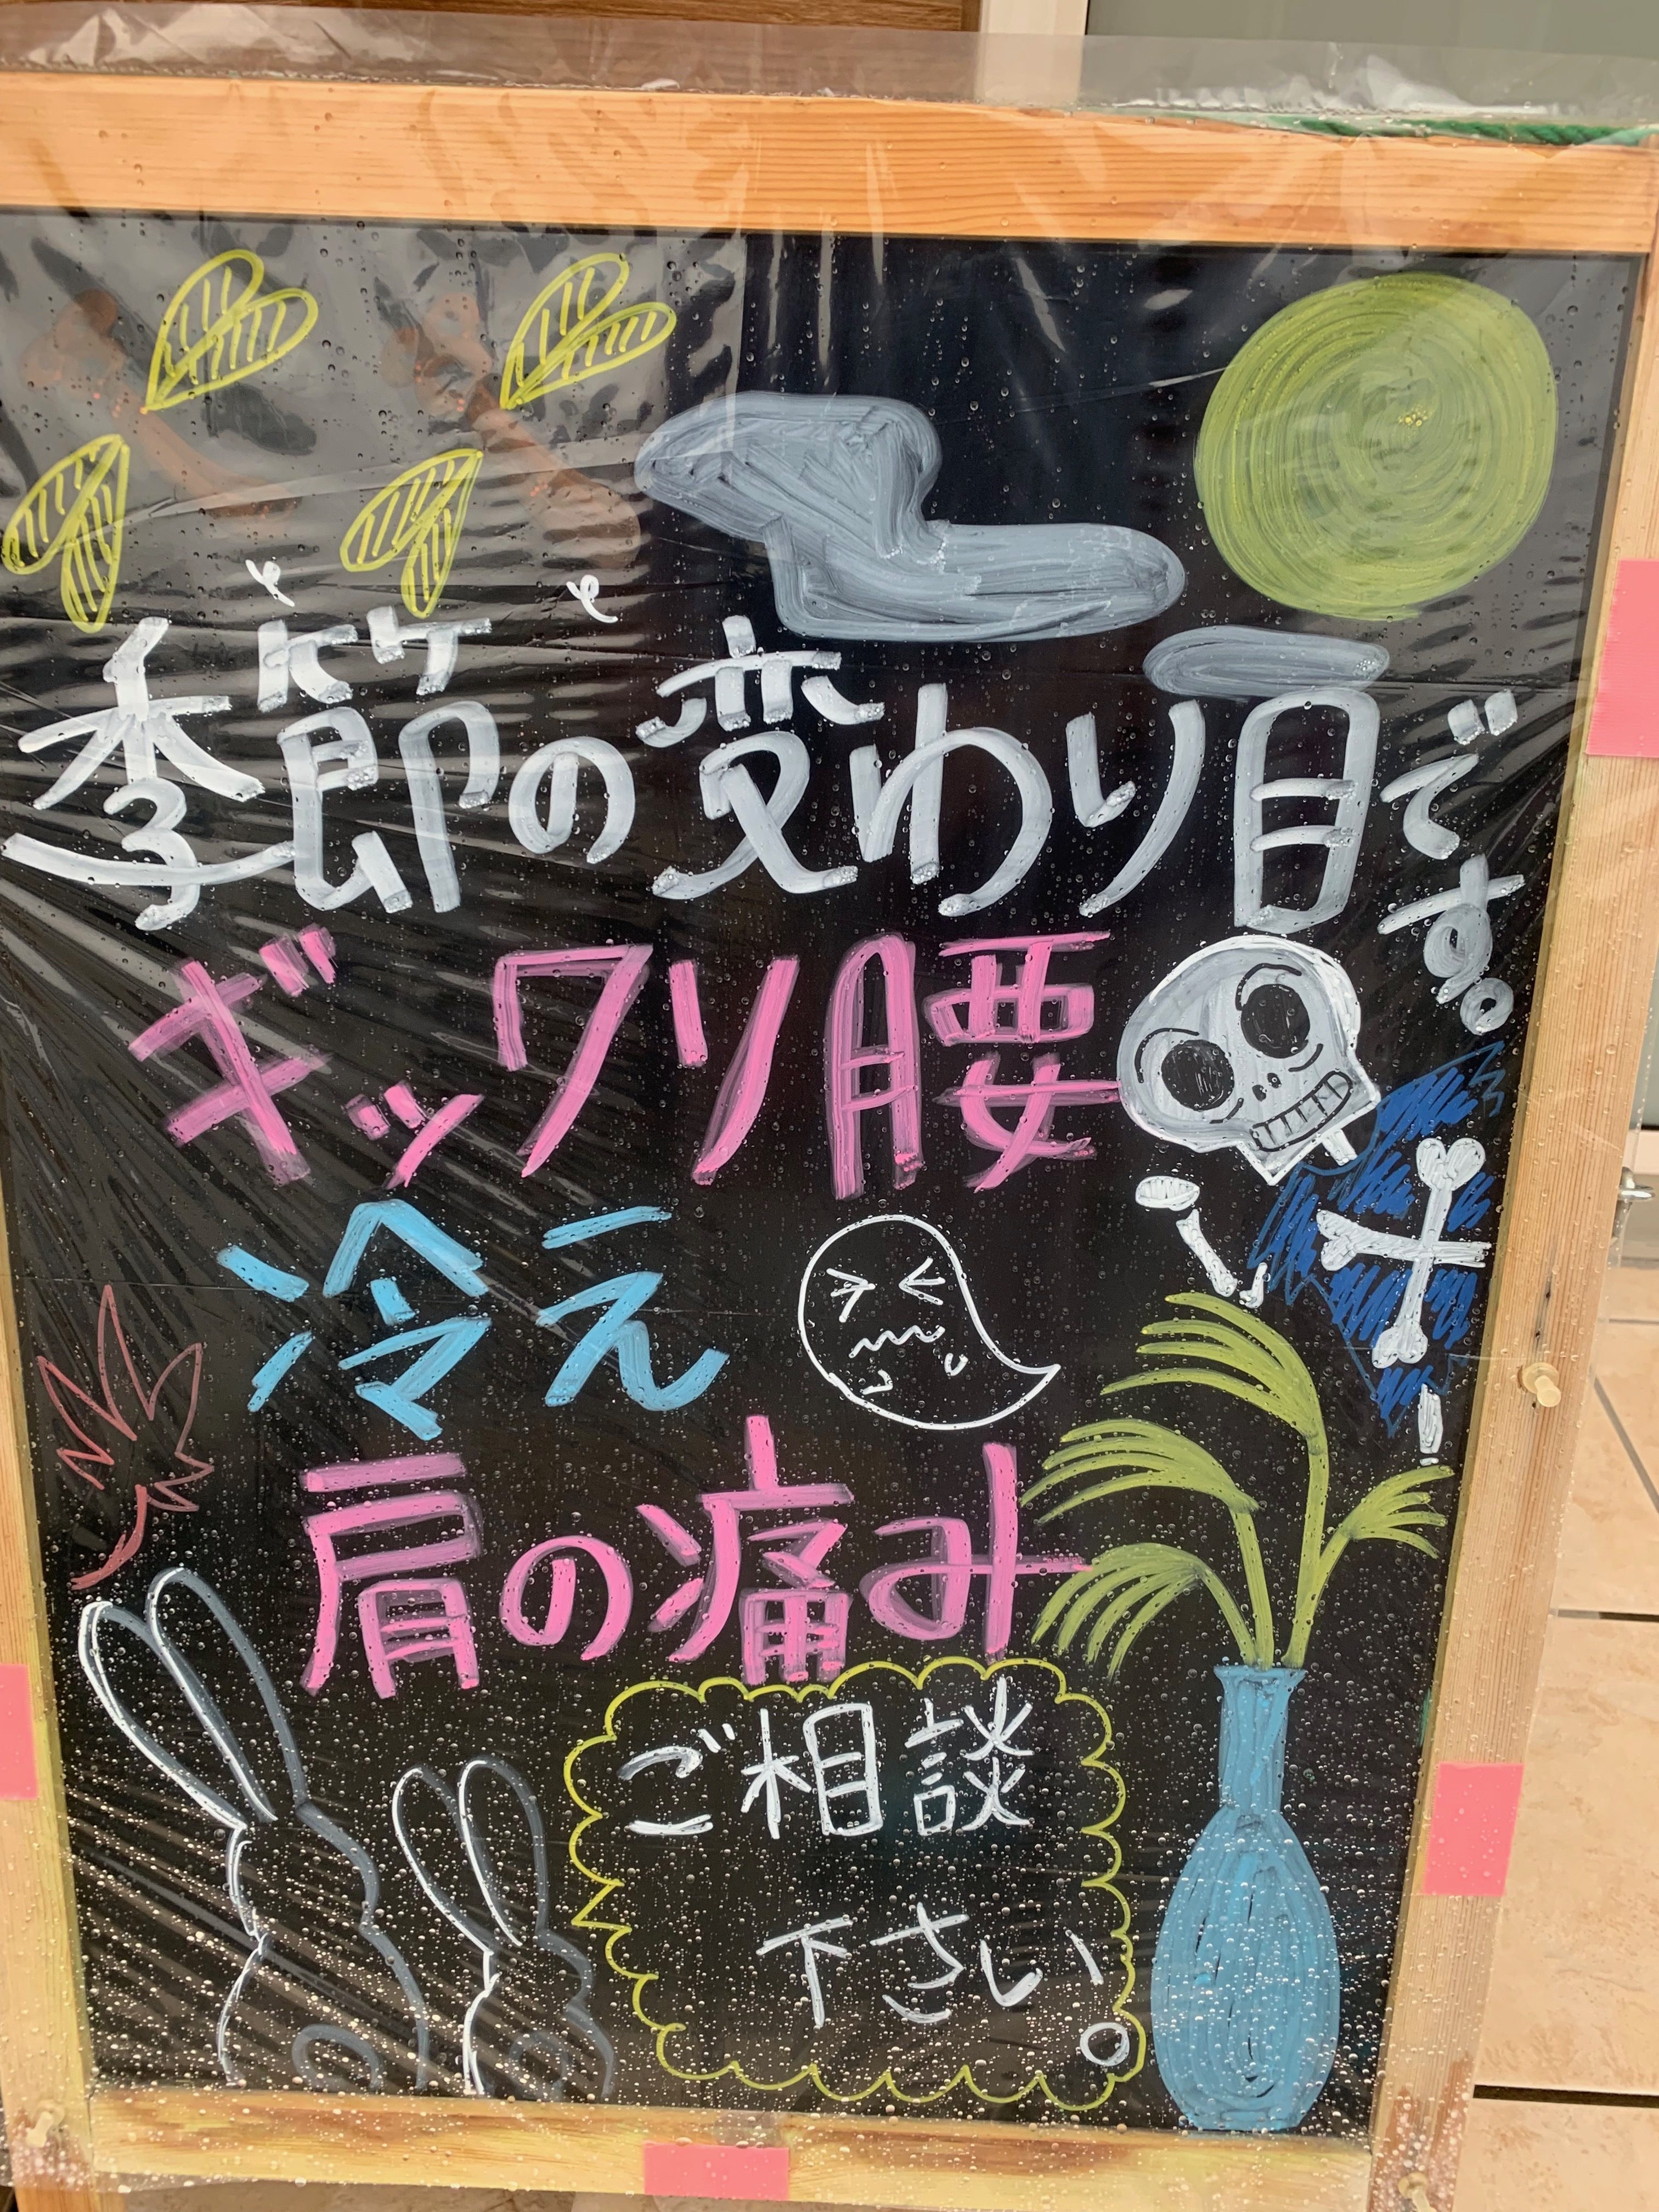 季節の変わり目です。
ギックリ腰
冷え
肩の痛み
ご相談
下さい。